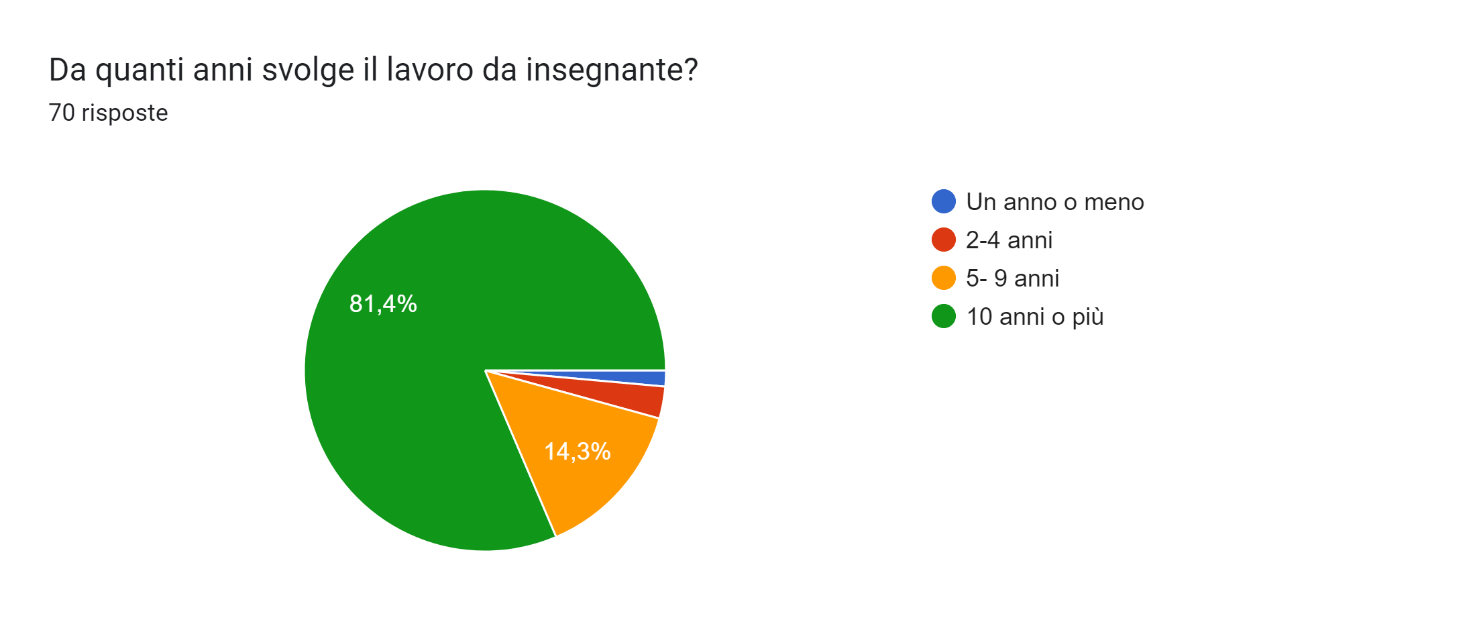 Da quanti anni svolge il lavoro da insegnante?
70 risposte
81,4%
14,3%
Un anno o meno
2-4 anni
5- 9 anni
10 anni o più